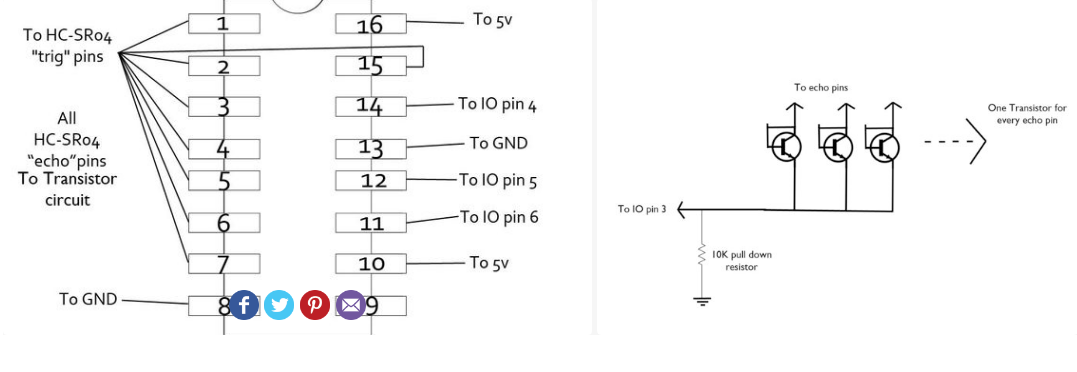 To HC-SR04
"trig" pins
All
HC-SR04
“echo”pins
To Transistor
circuit
To GND
1
2
3
4
5
6
7
8
16
15
14
13
12
11
10
9
To 5v
To IO pin 4
To GND
To IO pin 5
To IO pin 6
To 5v
To echo pins
One Transistor for
every echo pin
To IO pin 3
10K pull down
resistor